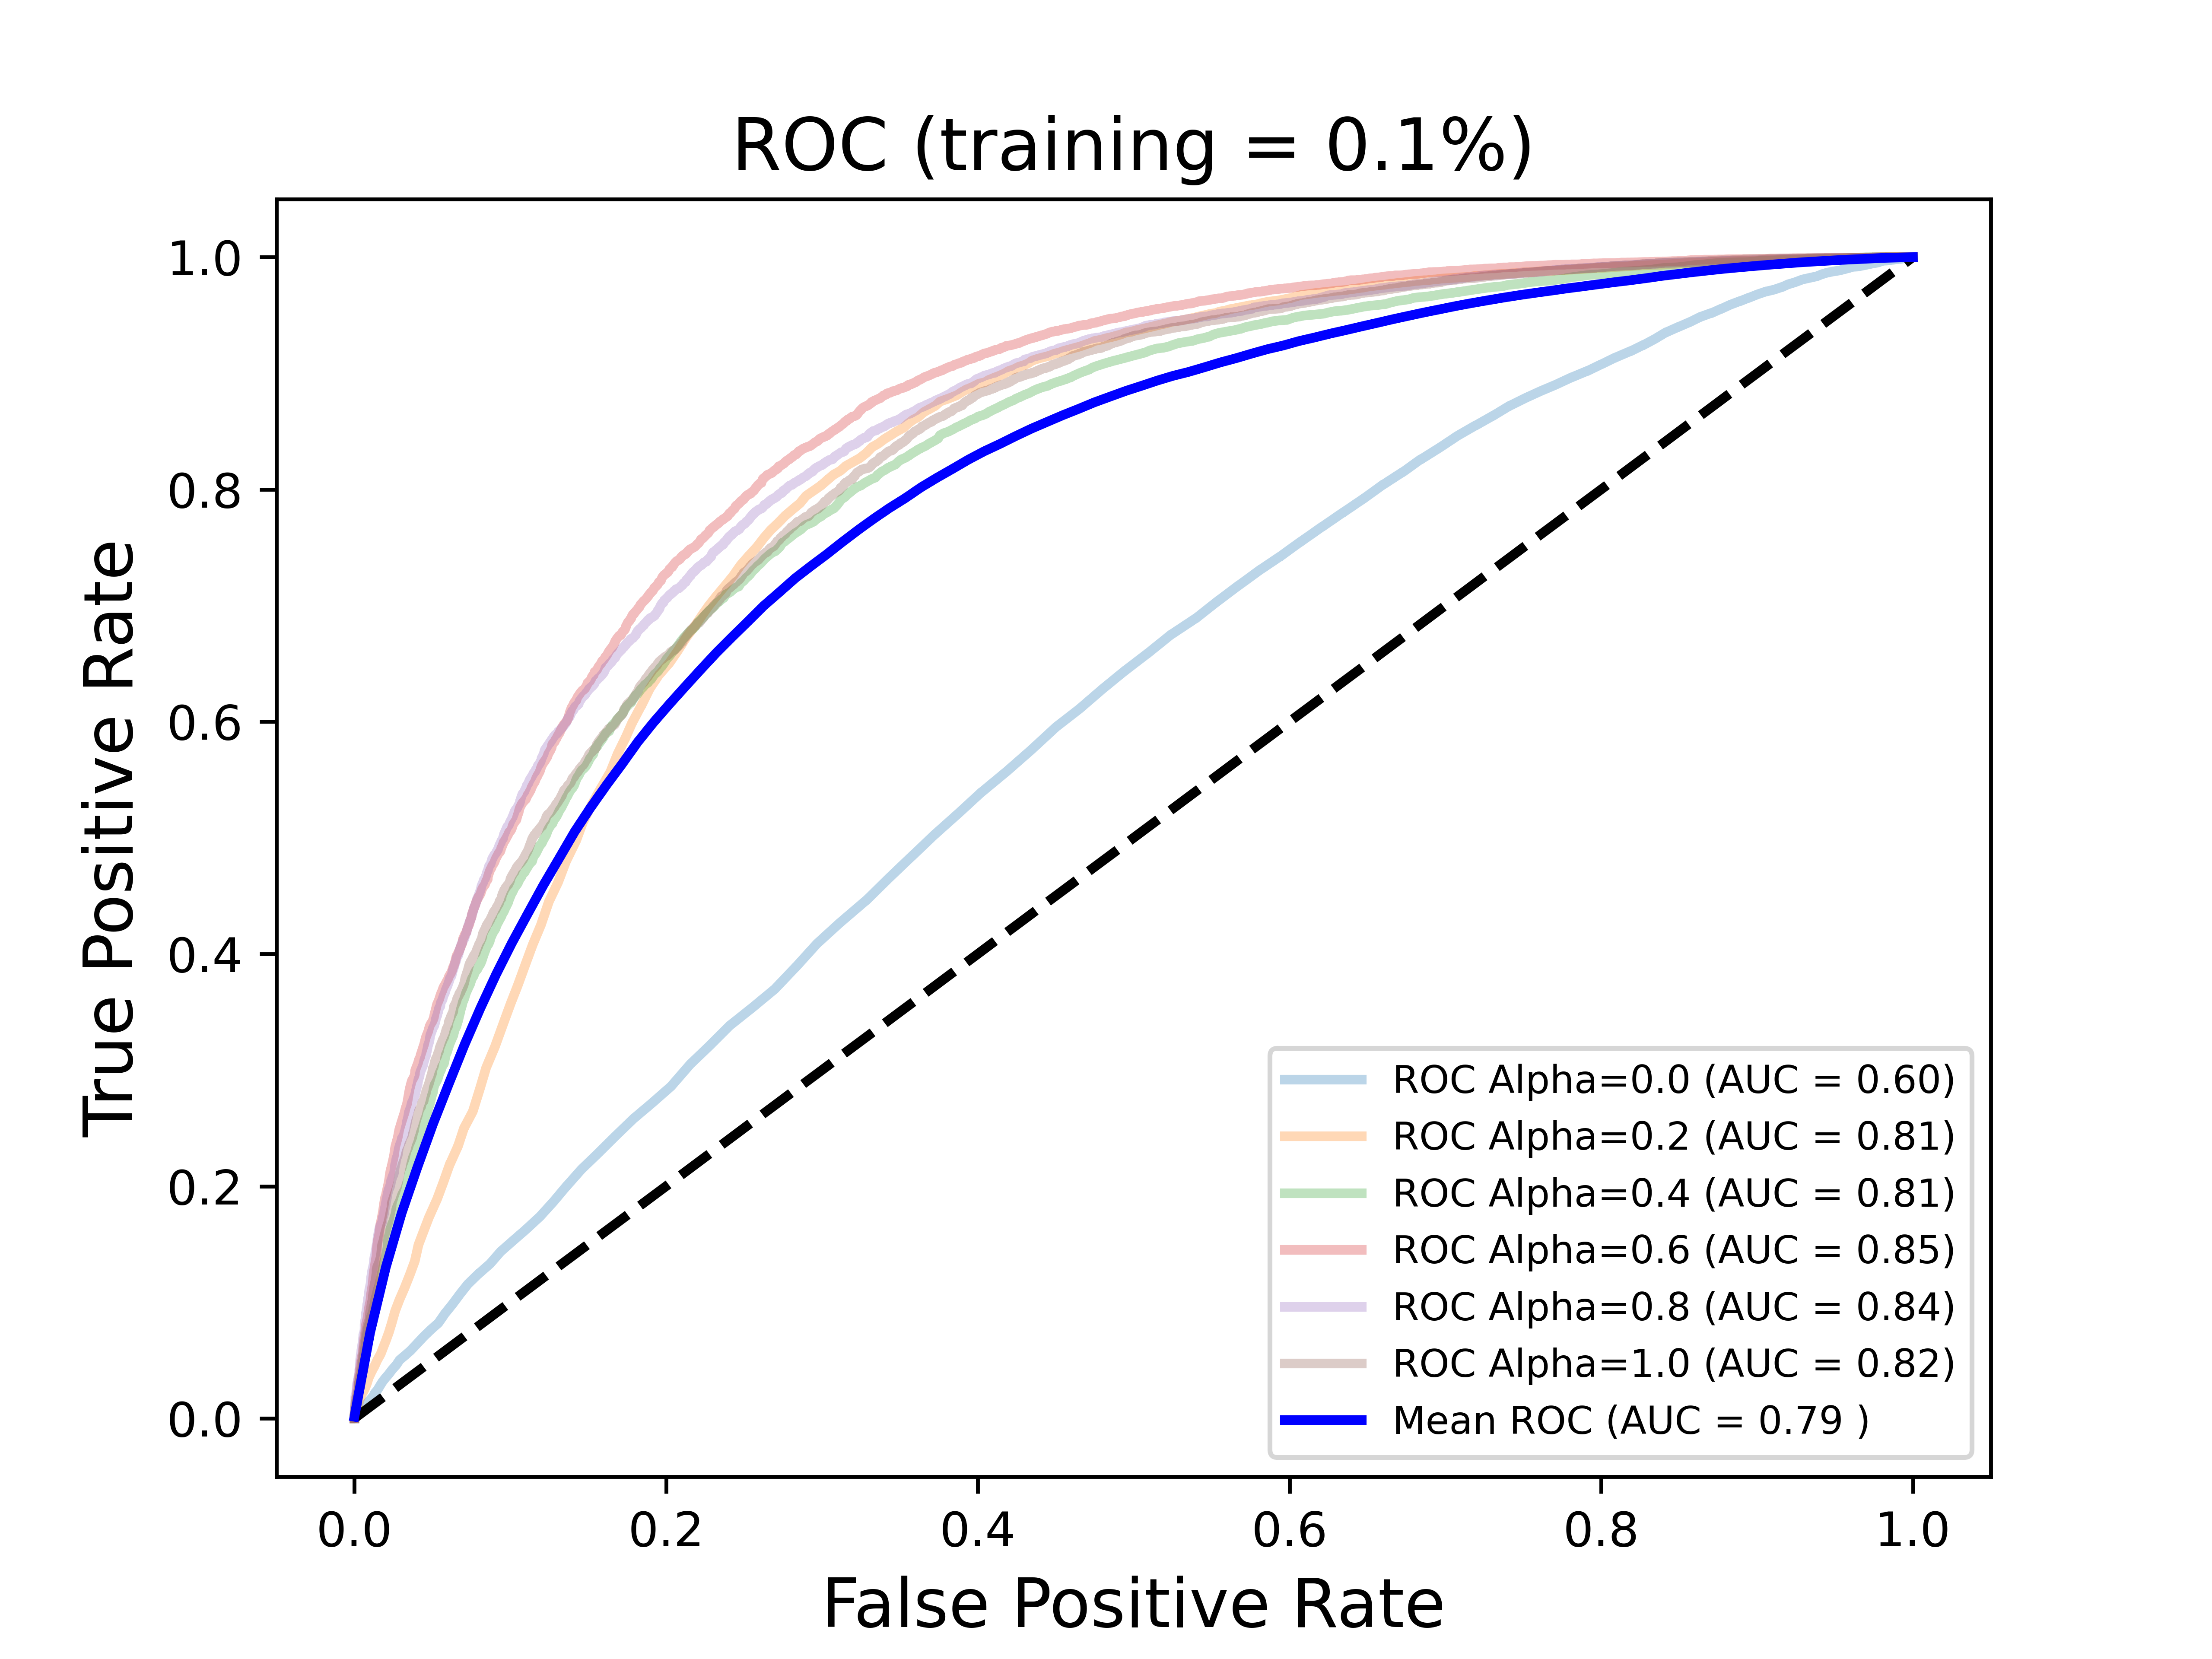 ROC (training = 0.1%)
True Positive Rate
1.0
0.8
0.6
0.4
0.2
0.0
ROC Alpha=0.0 (AUC = 0.60)
ROC Alpha=0.2 (AUC = 0.81)
ROC Alpha=0.4 (AUC = 0.81)
ROC Alpha=0.6 (AUC = 0.85)
ROC Alpha=0.8 (AUC = 0.84)
ROC Alpha=1.0 (AUC = 0.82)
Mean ROC (AUC = 0.79 )
0.0 0.2 0.4 0.6 0.8 1.0
False Positive Rate